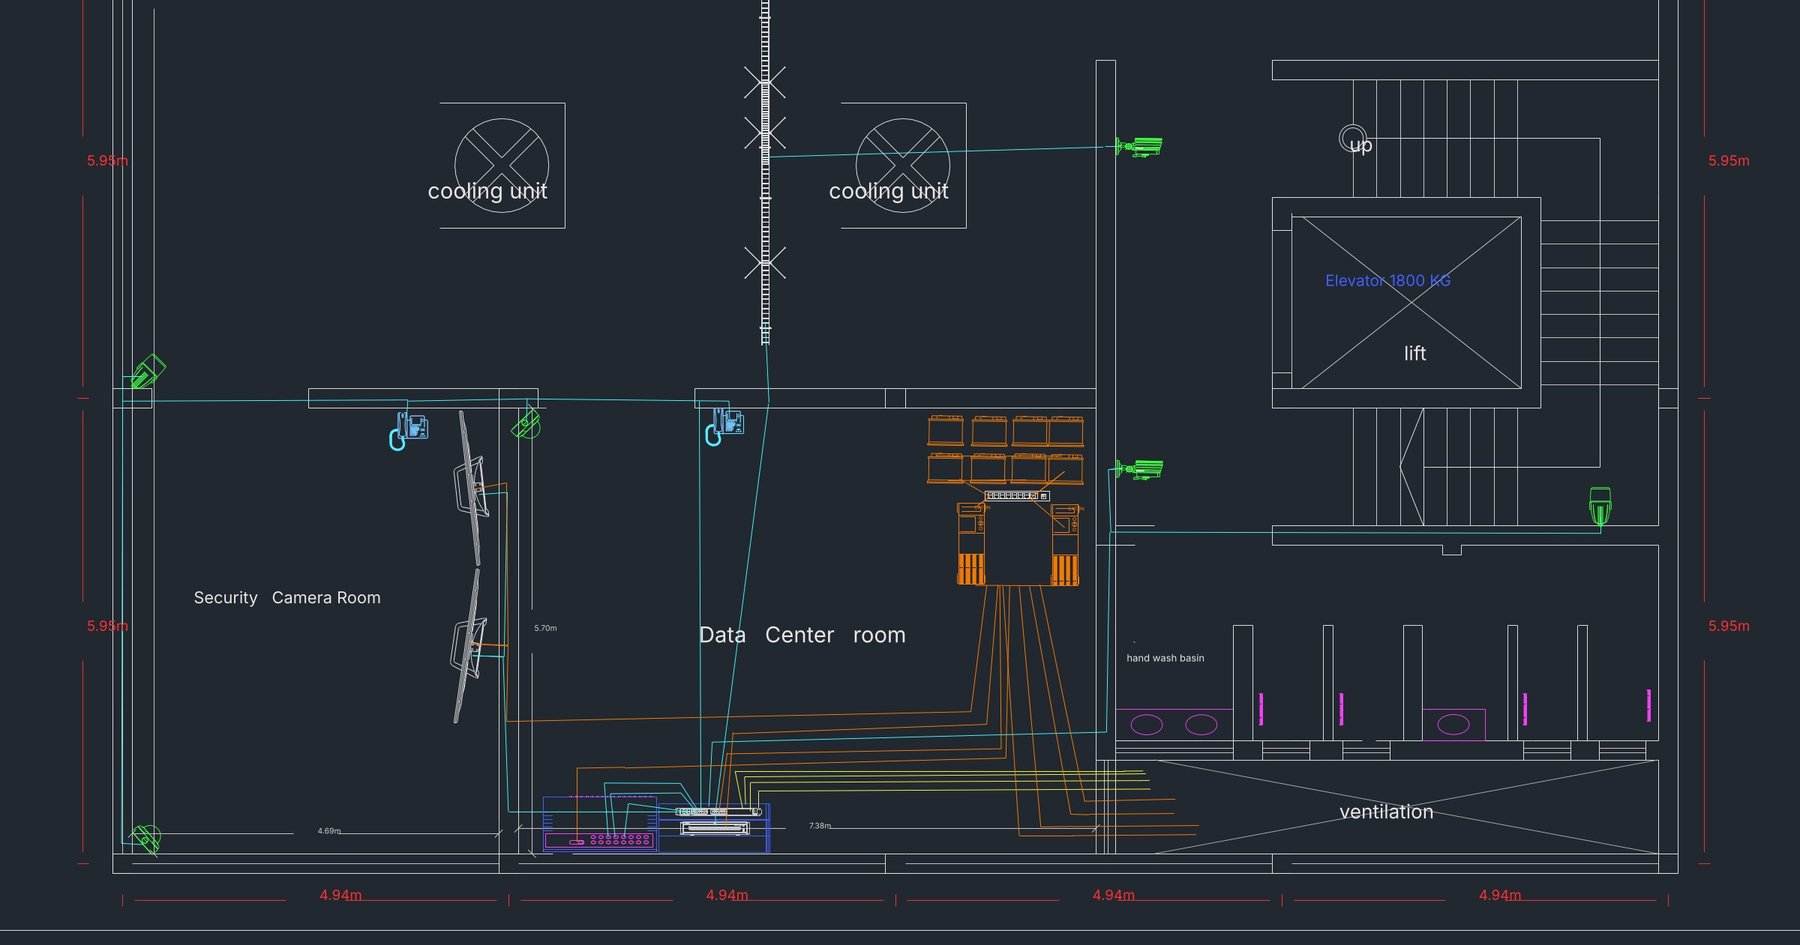 up
5.95m
5.95m
cooling unit
cooling unit
Elevator 1800 KG
lift
Security Camera Room
5.95m
5.70m
Data Center room
5.95m
hand wash basin
ventilation
4.69m
7.38m
4.94m
4.94m
4.94m
4.94m